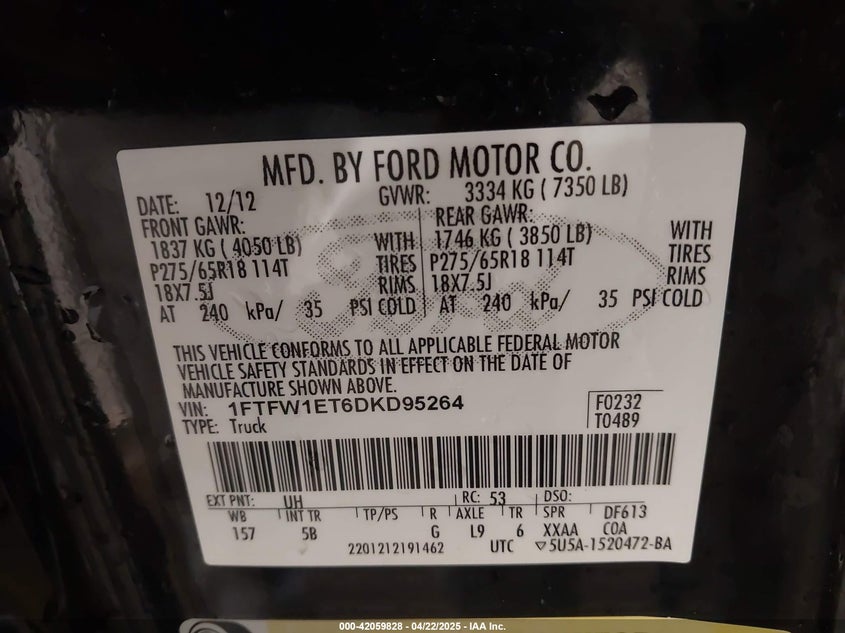 MFD. BY FORD MOTOR CO.
DATE: 12/12 GVWR: 3334 KG ( 7350 LB)
FRONT GAWR: REAR GAWR:
1837 KG ( 4050 LB) WITH 1746 KG ( 3850 LB) WITH
P275/65R18 114T TIRES P275/65R18 114T TIRES
18X7.5J RIMS 18X7.5J RIMS
AT 240 kPa/ 35 PSI COLD AT 240 kPa/ 35 PSI COLD
Ford
THIS VEHICLE CONFORMS TO ALL APPLICABLE FEDERAL MOTOR
VEHICLE SAFETY STANDARDS IN EFFECT ON THE DATE OF
MANUFACTURE SHOWN ABOVE.
VIN: 1FTFW1ET6DKD95264 F0232
TYPE: Truck T0489
EXT PNT: UH RC: 53 DSO:
WB INT TR TP/PS R AXLE TR SPR DF613
157 5B G L9 6 XXAA COA
2201212191462 UTC ▽5U5A-1520472-BA
000-42059828 - 04/22/2025 - IAA Inc.